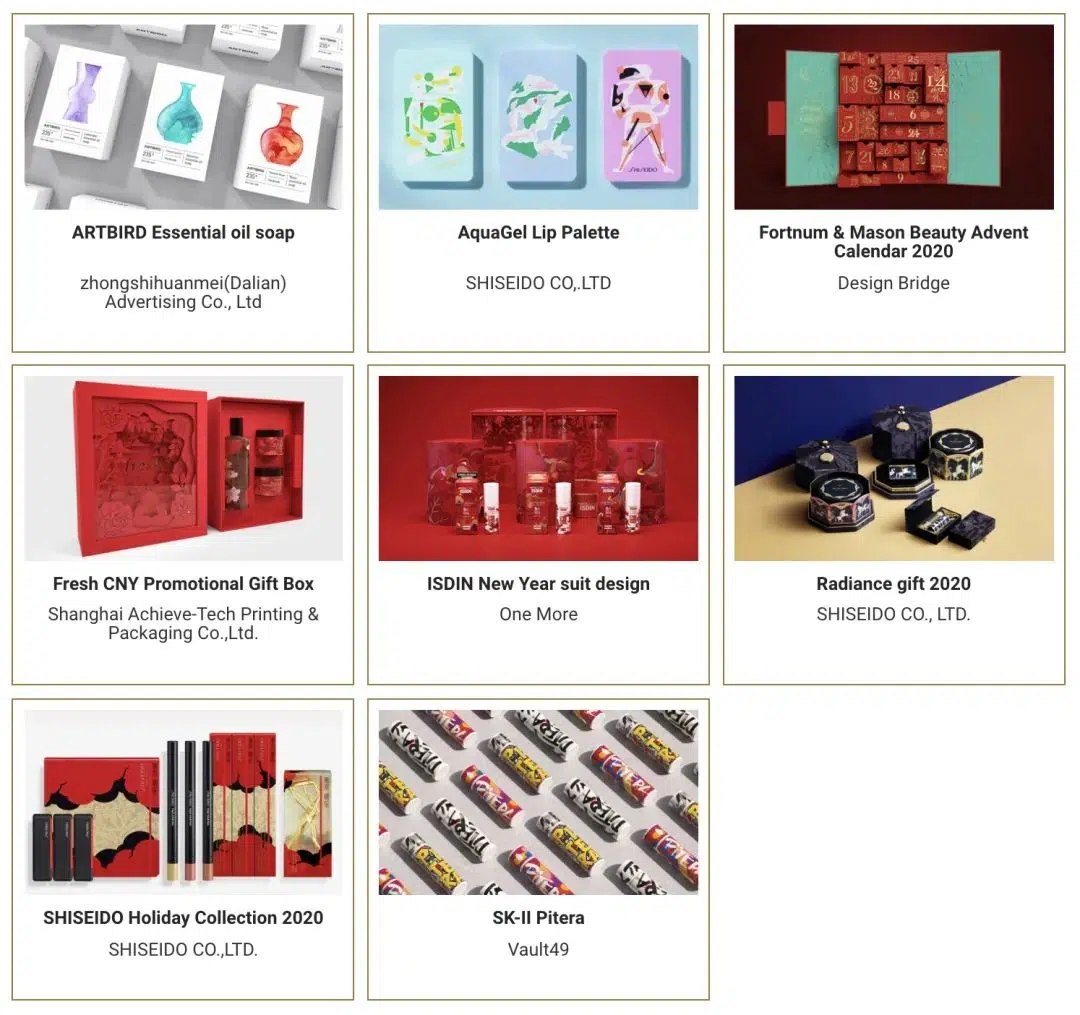 ARTBIRD
SHISEIDO
ARTBIRD Essential oil soap
zhongshihuanmei(Dalian)
Advertising Co., Ltd
AquaGel Lip Palette
SHISEIDO CO,.LTD
Fortnum & Mason Beauty Advent
Calendar 2020
Design Bridge
ISDIN
Fresh CNY Promotional Gift Box
Shanghai Achieve-Tech Printing &
Packaging Co.,Ltd.
ISDIN New Year suit design
One More
Radiance gift 2020
SHISEIDO CO., LTD.
SHISEIDO Holiday Collection 2020
SHISEIDO CO.,LTD.
SK-II Pitera
Vault49